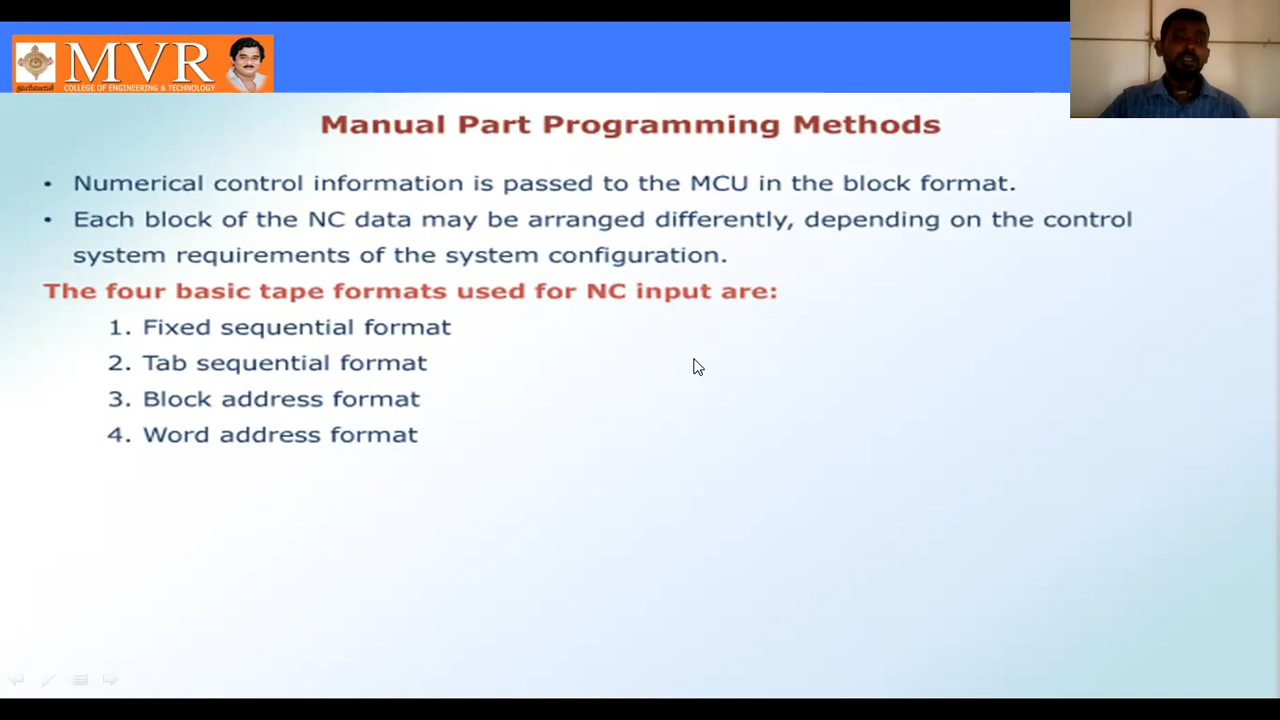 MVR
COLLEGE OF ENGINEERING & TECHNOLOGY
Manual Part Programming Methods
• Numerical control information is passed to the MCU in the block format.
• Each block of the NC data may be arranged differently, depending on the control
system requirements of the system configuration.
The four basic tape formats used for NC input are:
1. Fixed sequential format
2. Tab sequential format
3. Block address format
4. Word address format